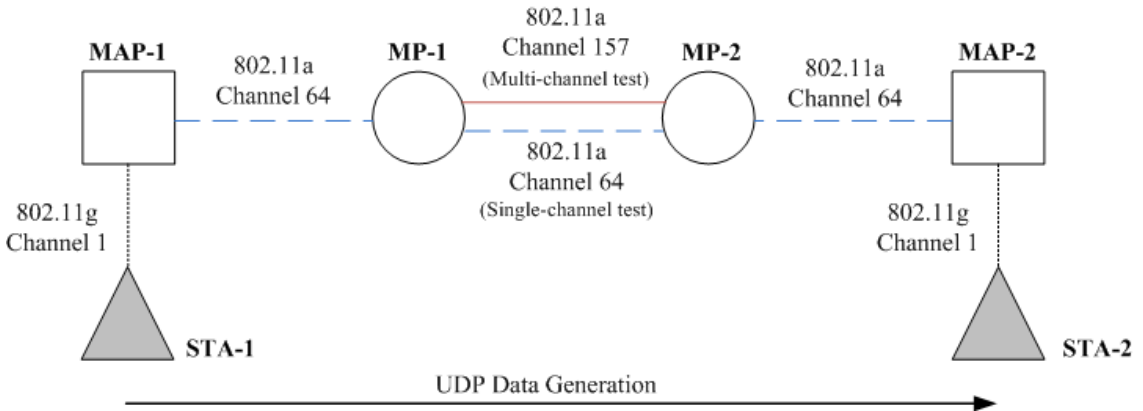 802.11a
Channel 157
(Multi-channel test)
MAP-1
MP-1
MP-2
MAP-2
802.11a
Channel 64
802.11a
Channel 64
802.11a
Channel 64
(Single-channel test)
802.11g
Channel 1
802.11g
Channel 1
STA-1
STA-2
UDP Data Generation